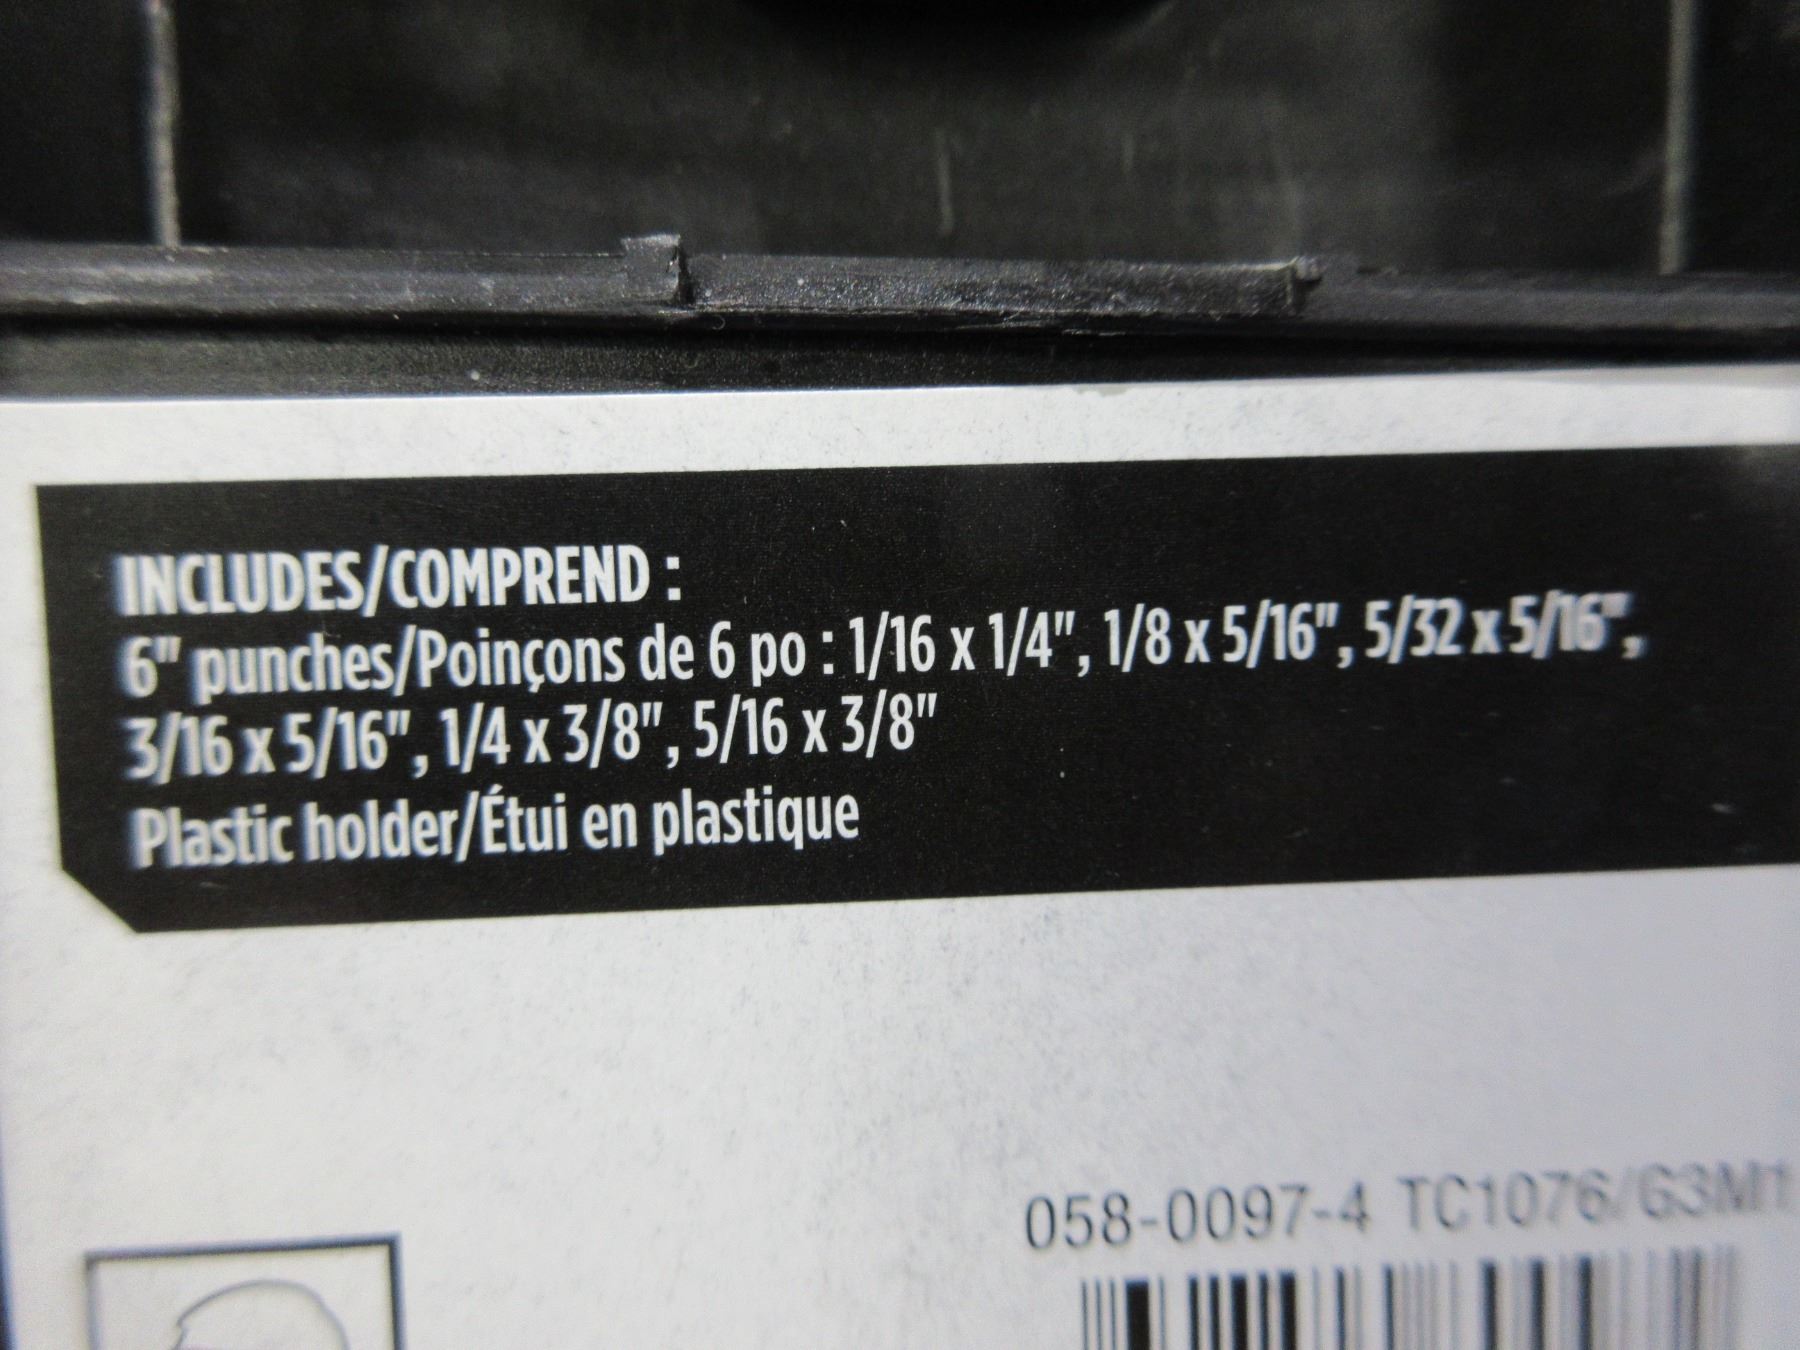 INCLUDES/COMPREND :
6" punches/Poinçons de 6 po : 1/16 x 1/4", 1/8 x 5/16", 5/32 x 5/16",
3/16 x 5/16", 1/4 x 3/8", 5/16 x 3/8"
Plastic holder/Étui en plastique
058-0097-4 TC1076/G3M1